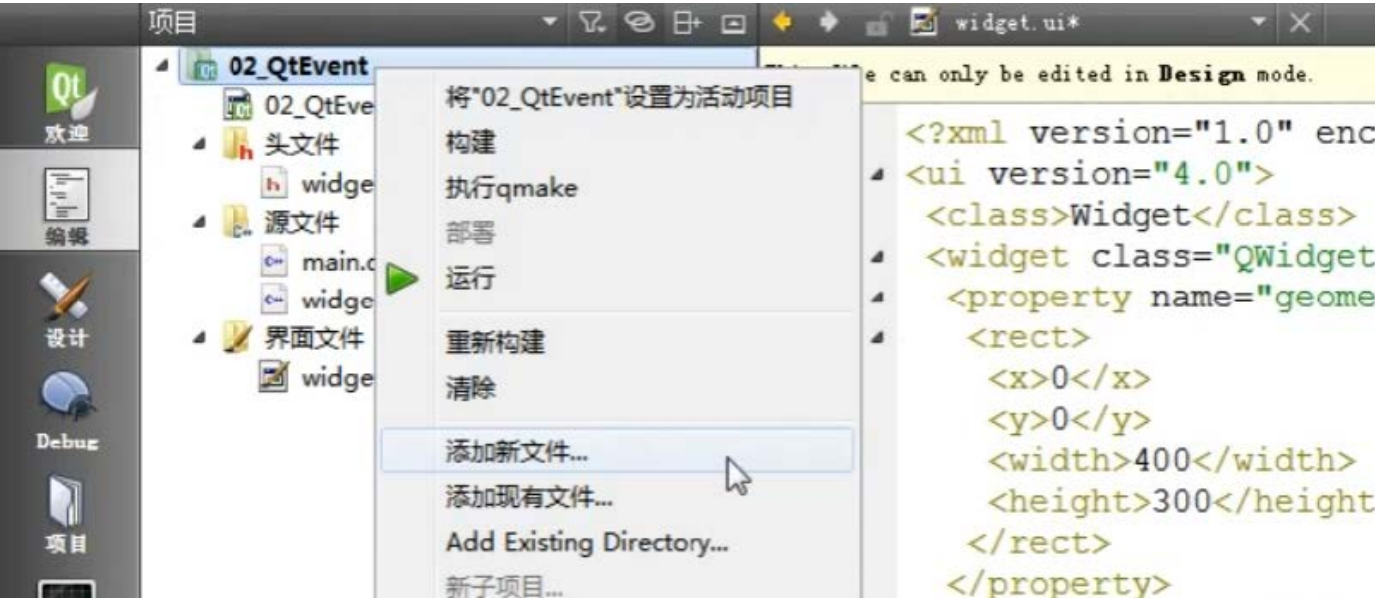 项目
widget.ui*
Qt
欢迎
编辑
设计
Debug
项目
02_QtEvent
02_QtEve
头文件
widge
源文件
main.c
widge
界面文件
widge
将"02_QtEvent"设置为活动项目
构建
执行qmake
部署
运行
重新构建
清除
添加新文件...
添加现有文件...
Add Existing Directory...
新子项目...
e can only be edited in Design mode.
<?xml version="1.0" enc
<ui version="4.0">
<class>Widget</class>
<widget class="QWidget
<property name="geome
<rect>
<x>0</x>
<y>0</y>
<width>400</width>
<height>300</height
</rect>
</property>